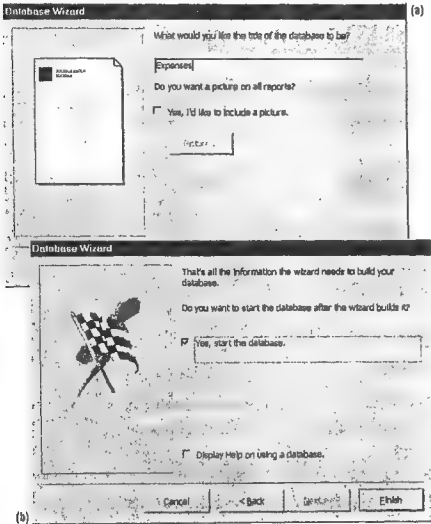 Database Wizard
(a)
What would you like the title of the database to be?
Expenses
Do you want a picture on all reports?
Yes, I'd like to include a picture.
Database Wizard
That's all the information the wizard needs to build your
database.
Do you want to start the database after the wizard builds it?
Yes, start the database.
Display Help on using a database.
Cancel
< Back
Next >
Finish
(b)